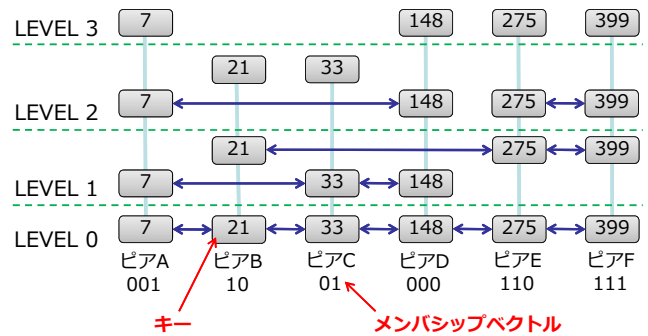 LEVEL 3 7 148 275 399
21 33
LEVEL 2 7 148 275 399
21 275 399
LEVEL 1 7 33 148
LEVEL 0 7 21 33 148 275 399
ピアA ピアB ピアC ピアD ピアE ピアF
001 10 01 000 110 111
キー メンバシップベクトル